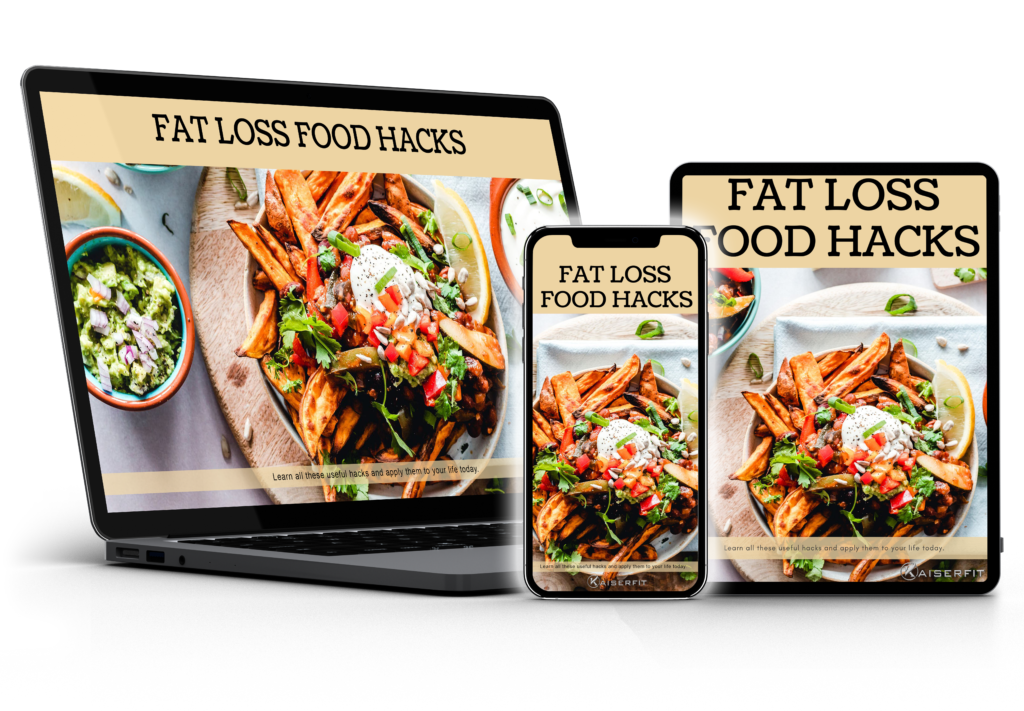 FAT LOSS FOOD HACKS
Learn all these useful hacks and apply them to your life today.
FAT LOSS
FOOD HACKS
Learn all these useful hacks and apply them to your life today.
KAISERFIT
FAT LOSS
FOOD HACKS
Learn all these useful hacks and apply them to your life today.
KAISERFIT